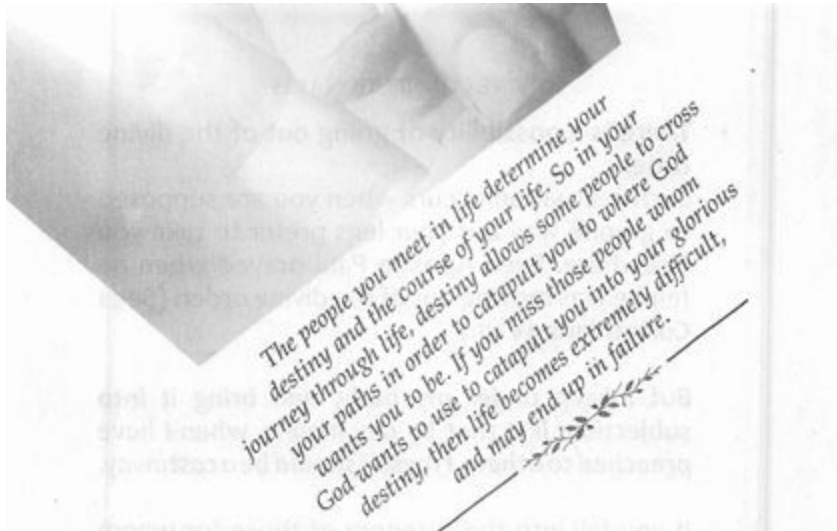 The people you meet in life determine your
destiny and the course of your life. So in your
journey through life, destiny allows some people to cross
your paths in order to catapult you to where God
wants you to be. If you miss those people whom
God wants to use to catapult you into your glorious
destiny, then life becomes extremely difficult,
and may end up in failure.